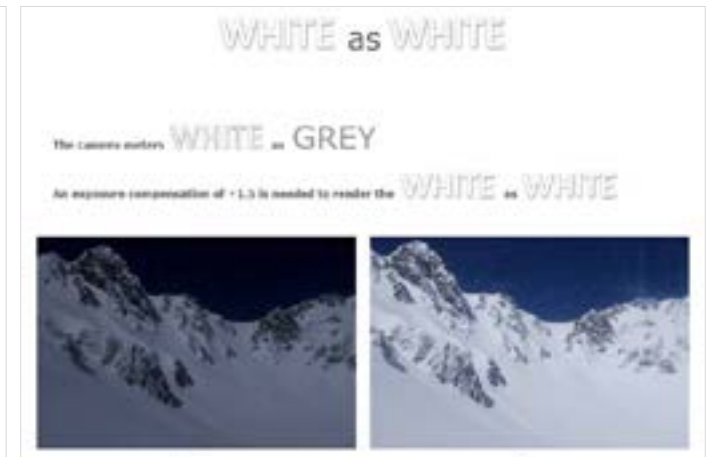 WHITE as WHITE
The camera meters WHITE as GREY
An exposure compensation of +1.5 is needed to render the WHITE as WHITE